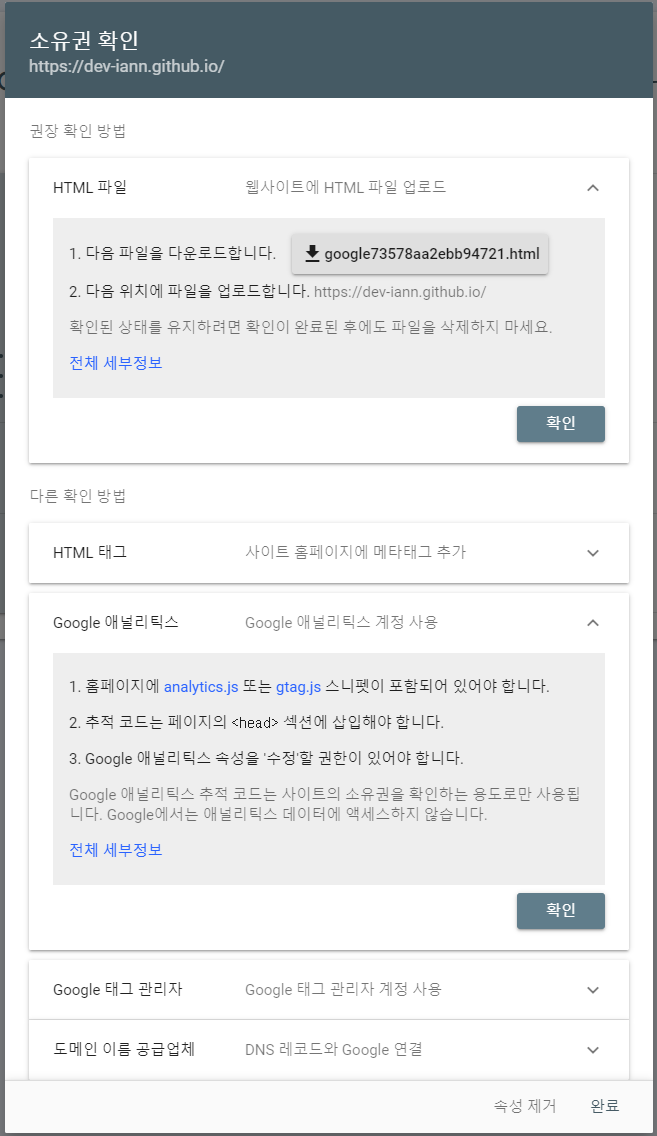 소유권 확인
https://dev-iann.github.io/
권장 확인 방법
HTML 파일 웹사이트에 HTML 파일 업로드
1. 다음 파일을 다운로드합니다. google73578aa2ebb94721.html
2. 다음 위치에 파일을 업로드합니다. https://dev-iann.github.io/
확인된 상태를 유지하려면 확인이 완료된 후에도 파일을 삭제하지 마세요.
전체 세부정보
확인
다른 확인 방법
HTML 태그 사이트 홈페이지에 메타태그 추가
Google 애널리틱스 Google 애널리틱스 계정 사용
1. 홈페이지에 analytics.js 또는 gtag.js 스니펫이 포함되어 있어야 합니다.
2. 추적 코드는 페이지의 <head> 섹션에 삽입해야 합니다.
3. Google 애널리틱스 속성을 '수정'할 권한이 있어야 합니다.
Google 애널리틱스 추적 코드는 사이트의 소유권을 확인하는 용도로만 사용됩
니다. Google에서는 애널리틱스 데이터에 액세스하지 않습니다.
전체 세부정보
확인
Google 태그 관리자 Google 태그 관리자 계정 사용
도메인 이름 공급업체 DNS 레코드와 Google 연결
속성 제거 완료